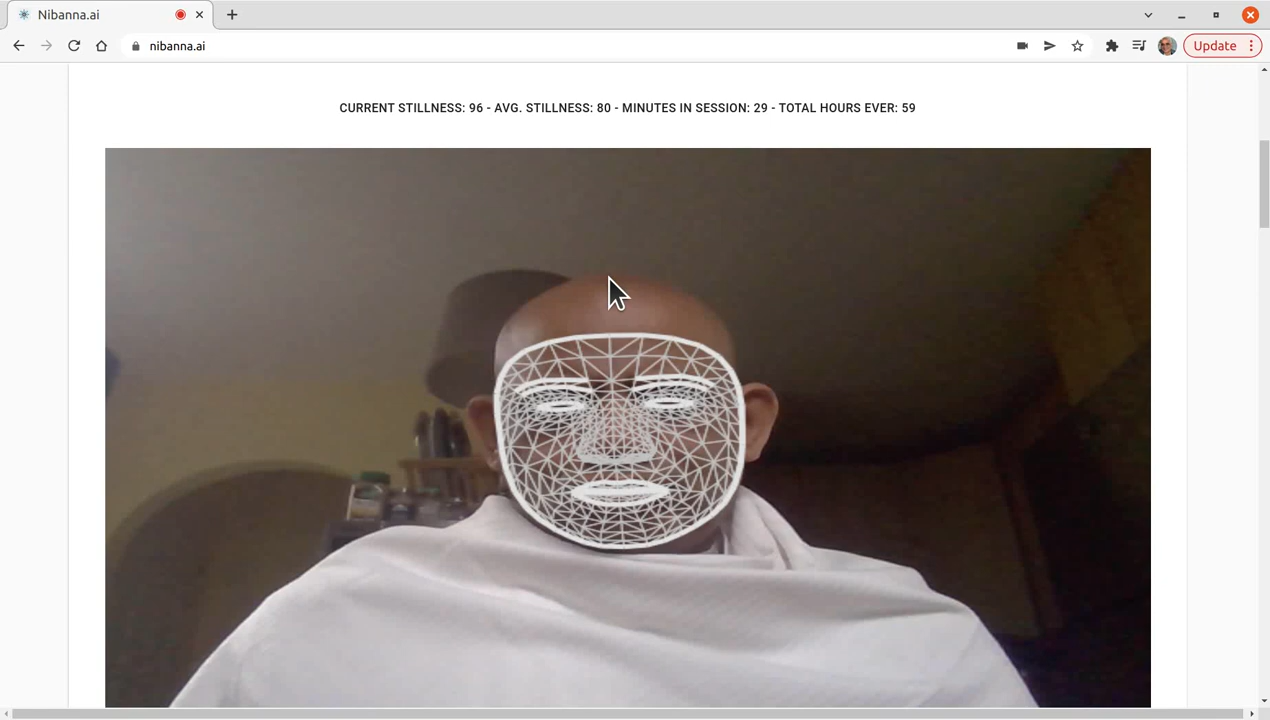 Nibanna.ai
nibanna.ai
Update
CURRENT STILLNESS: 96 - AVG. STILLNESS: 80 - MINUTES IN SESSION: 29 - TOTAL HOURS EVER: 59